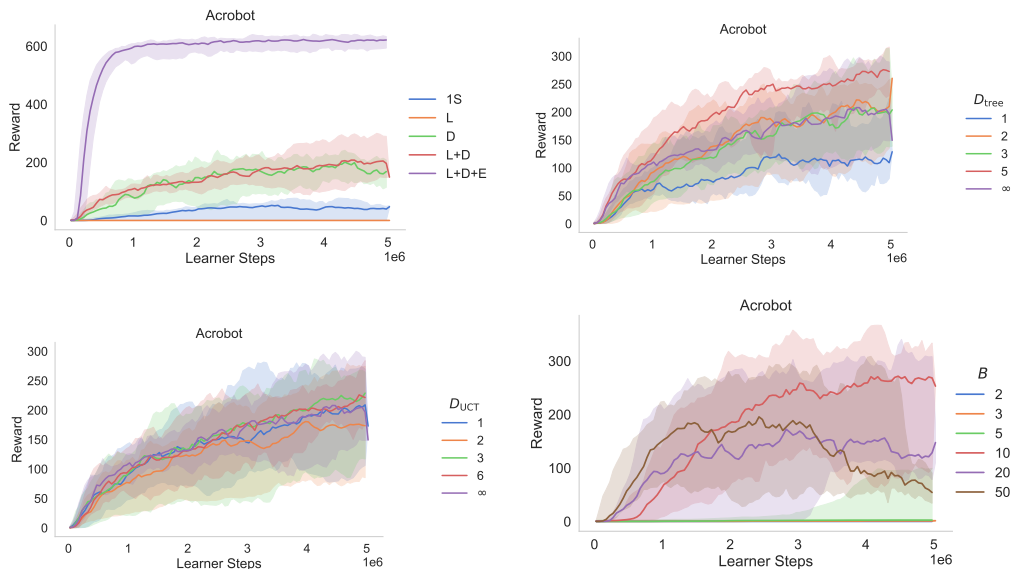 Acrobot
600
400
200
0
Reward
0 1 2 3 4 5
1e6
Learner Steps
1S
L
D
L+D
L+D+E
Acrobot
300
250
200
150
100
50
0
Reward
0 1 2 3 4 5
1e6
Learner Steps
Dtree
1
2
3
5
∞
Acrobot
300
250
200
150
100
50
0
Reward
0 1 2 3 4 5
1e6
Learner Steps
DUCT
1
2
3
6
∞
Acrobot
300
200
100
0
Reward
0 1 2 3 4 5
1e6
Learner Steps
B
2
3
5
10
20
50